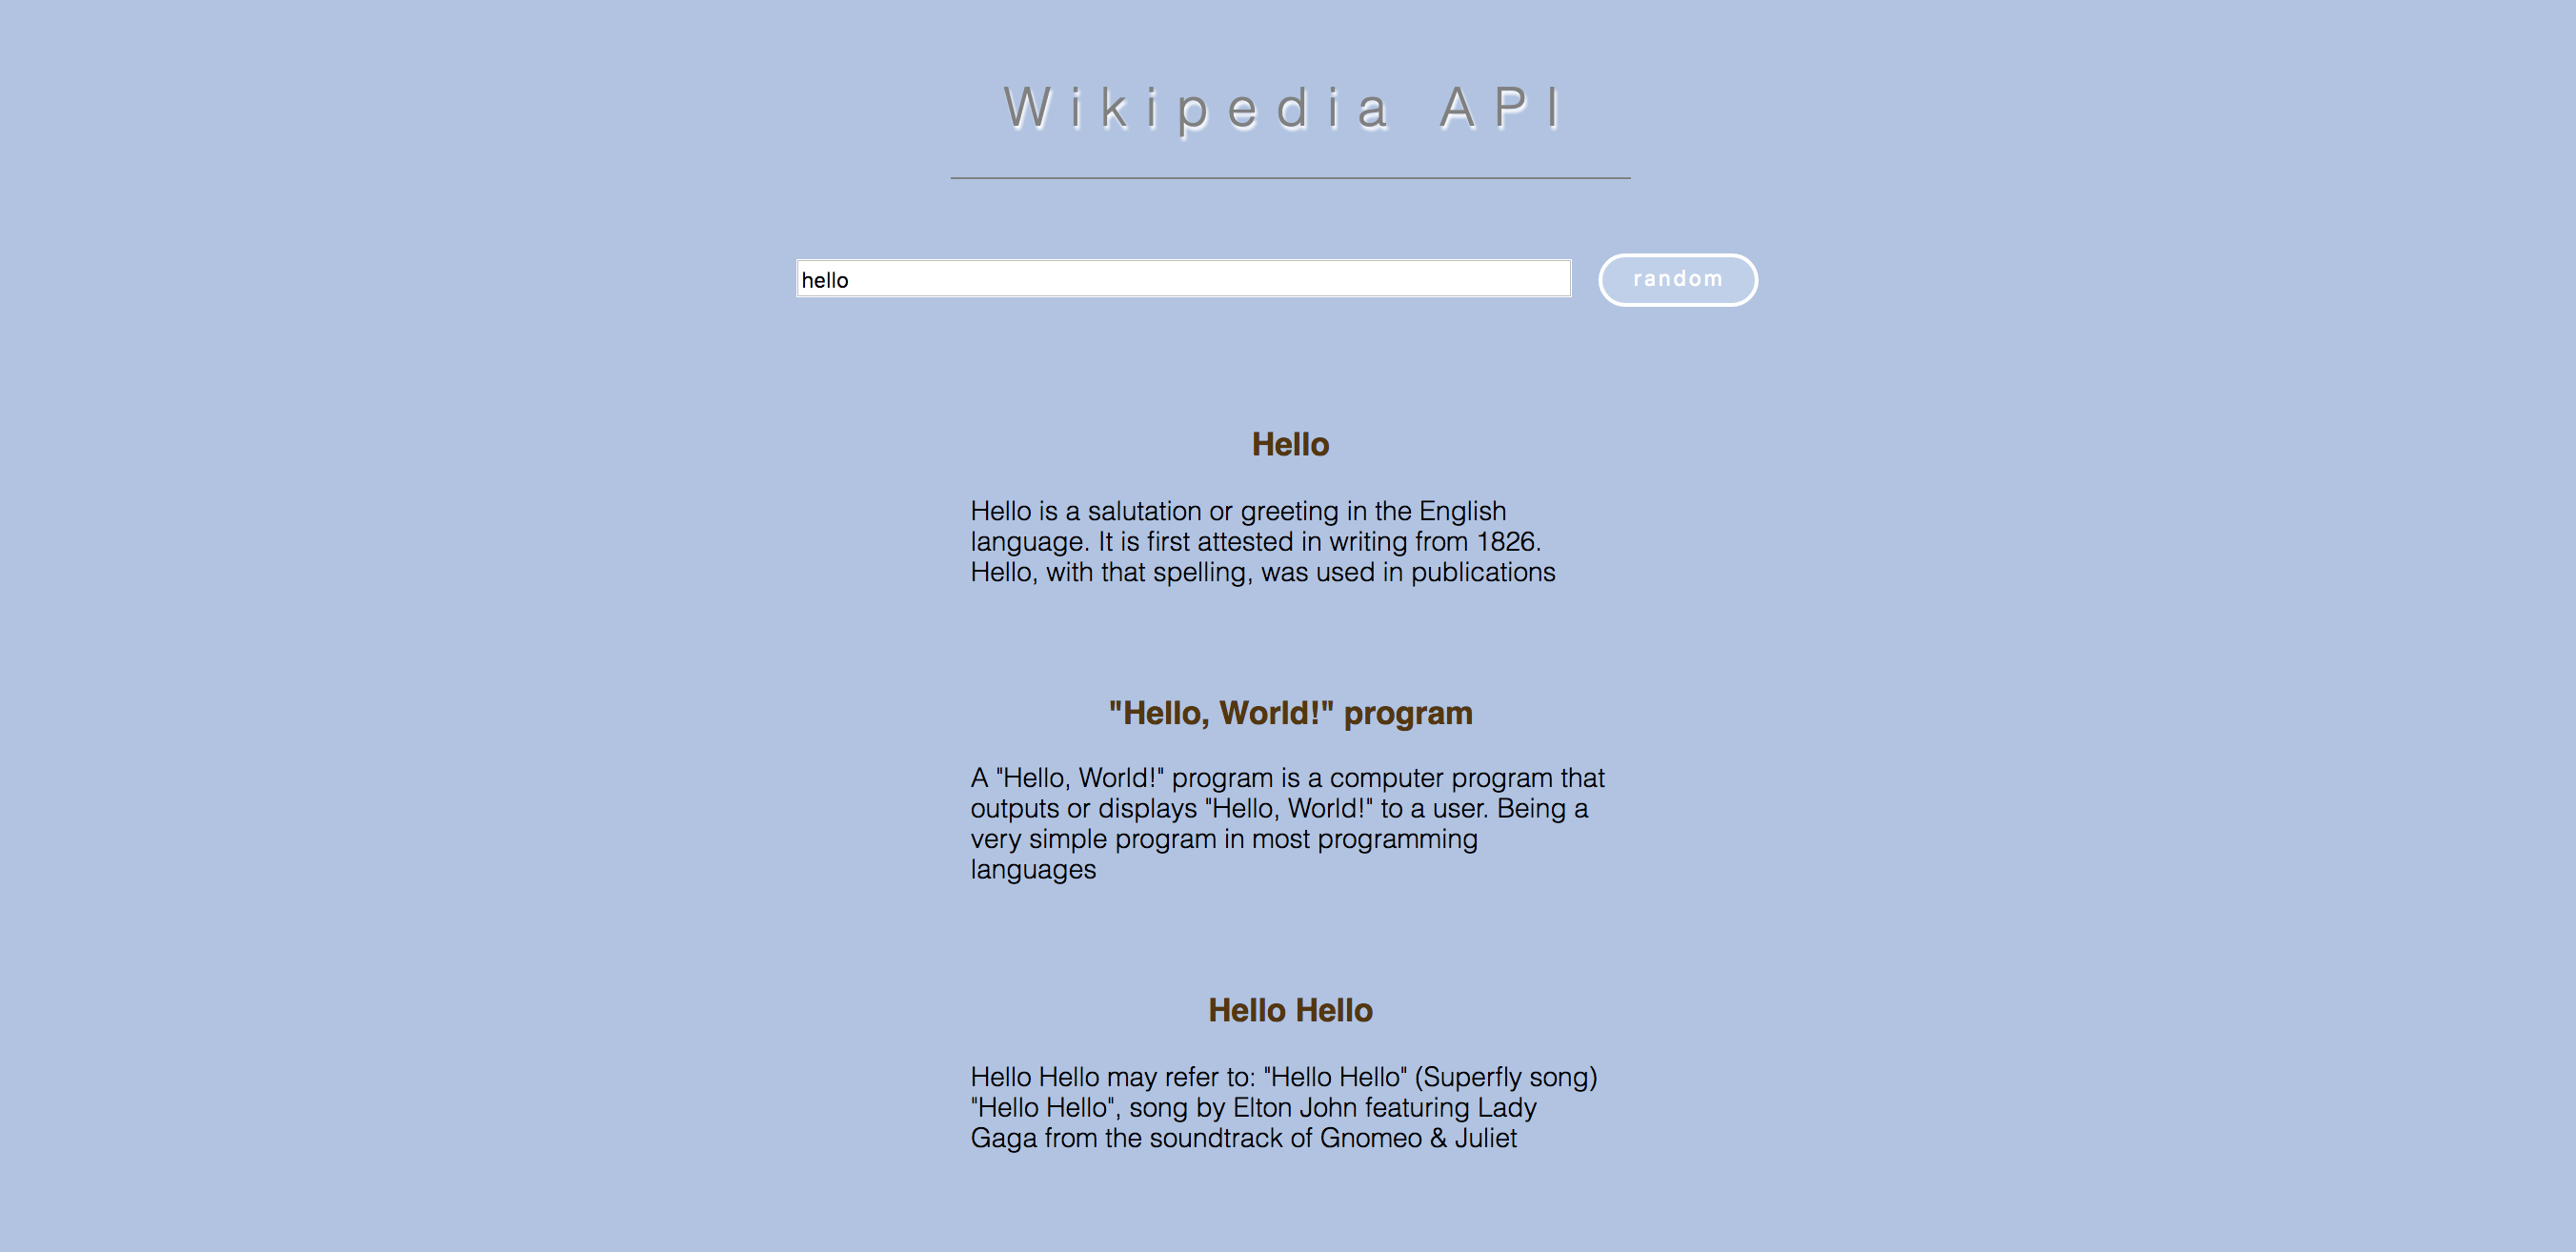 Wikipedia API
hello
random
Hello
Hello is a salutation or greeting in the English
language. It is first attested in writing from 1826.
Hello, with that spelling, was used in publications
"Hello, World!" program
A "Hello, World!" program is a computer program that
outputs or displays "Hello, World!" to a user. Being a
very simple program in most programming
languages
Hello Hello
Hello Hello may refer to: "Hello Hello" (Superfly song)
"Hello Hello", song by Elton John featuring Lady
Gaga from the soundtrack of Gnomeo & Juliet